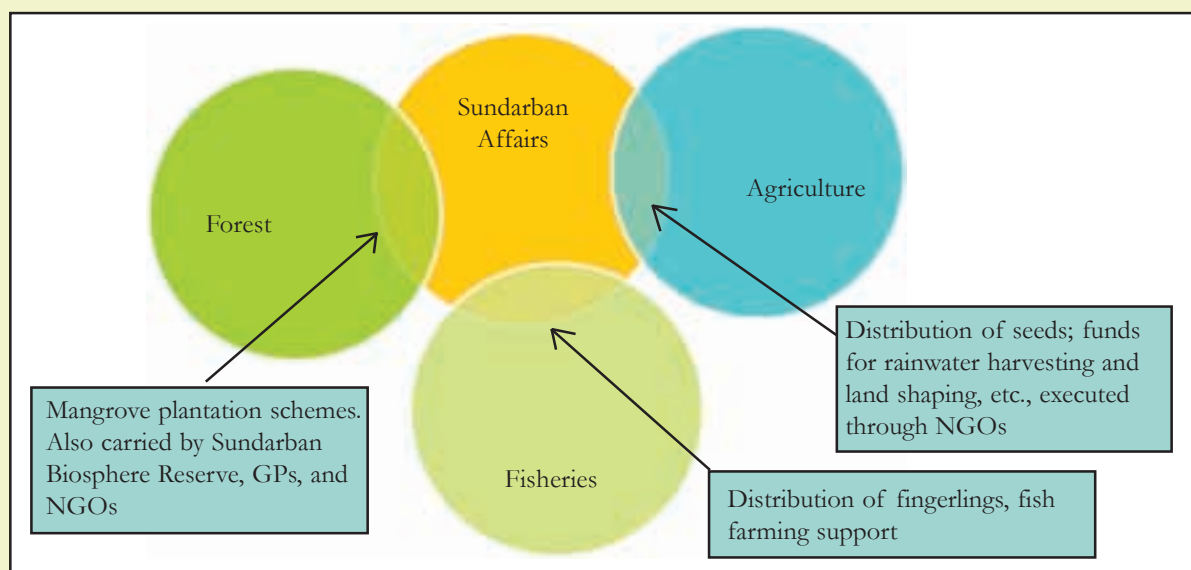 Sundarban
Affairs
Agriculture
Forest
Fisheries
Distribution of seeds; funds
for rainwater harvesting and
land shaping, etc., executed
through NGOs
Mangrove plantation schemes.
Also carried by Sundarban
Biosphere Reserve, GPs, and
NGOs
Distribution of fingerlings, fish
farming support